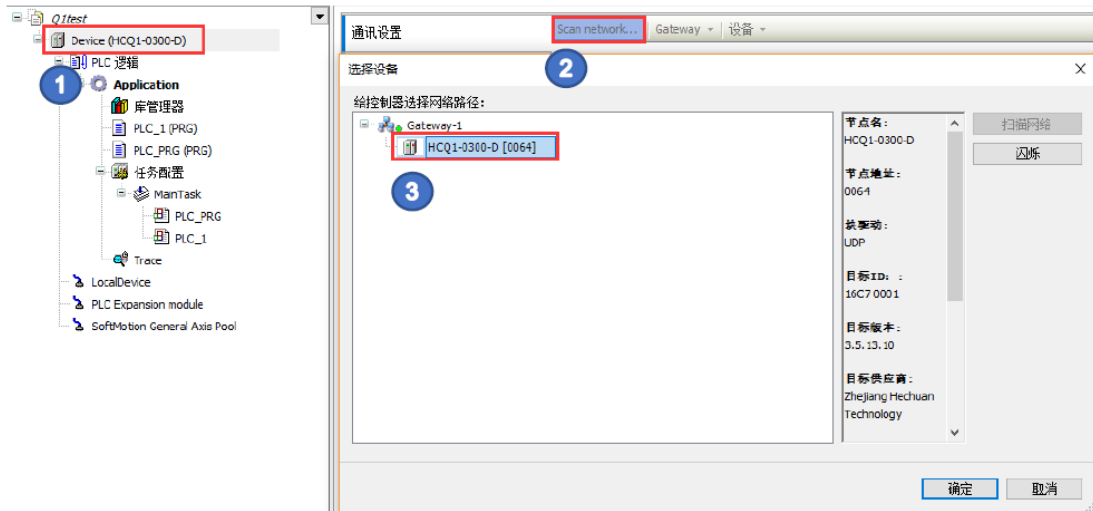 Q1test
Device (HCQ1-0300-D)
PLC 逻辑
Application
库管理器
PLC_1 (PRG)
PLC_PRG (PRG)
任务配置
MainTask
PLC_PRG
PLC_1
Trace
LocalDevice
PLC Expansion module
SoftMotion General Axis Pool
1
通讯设置
Scan network...
Gateway
设备
2
选择设备
给控制器选择网络路径:
Gateway-1
HCQ1-0300-D [0064]
3
节点名:
HCQ1-0300-D
节点地址:
0064
块驱动:
UDP
目标ID: :
16C7 0001
目标版本:
3.5.13.10
目标供应商:
Zhejiang Hechuan
Technology
扫描网络
闪烁
确定
取消